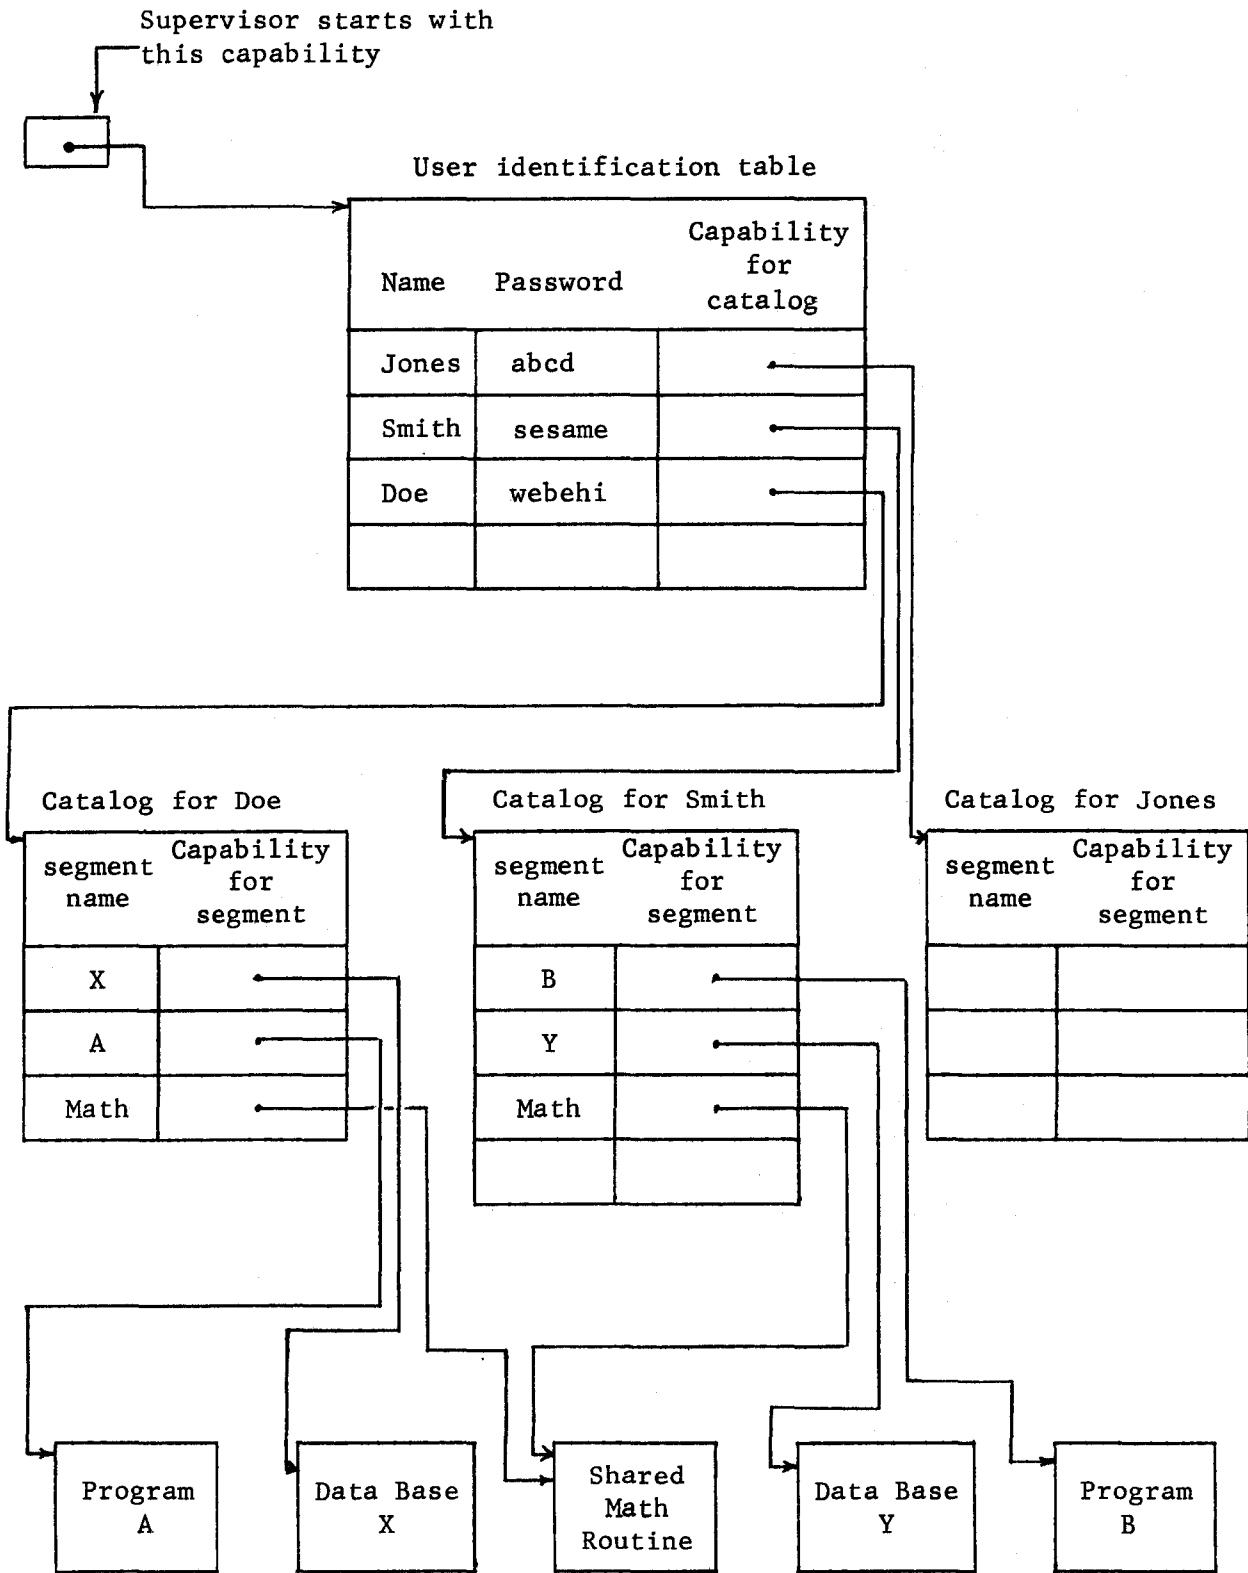 Supervisor starts with
this capability
User identification table
Name Password Capability
for
catalog
Jones abcd
Smith sesame
Doe webehi
Catalog for Doe
segment
name
Capability
for
segment
X
A
Math
Catalog for Smith
segment
name
Capability
for
segment
B
Y
Math
Catalog for Jones
segment
name
Capability
for
segment
Program
A
Data Base
X
Shared
Math
Routine
Data Base
Y
Program
B